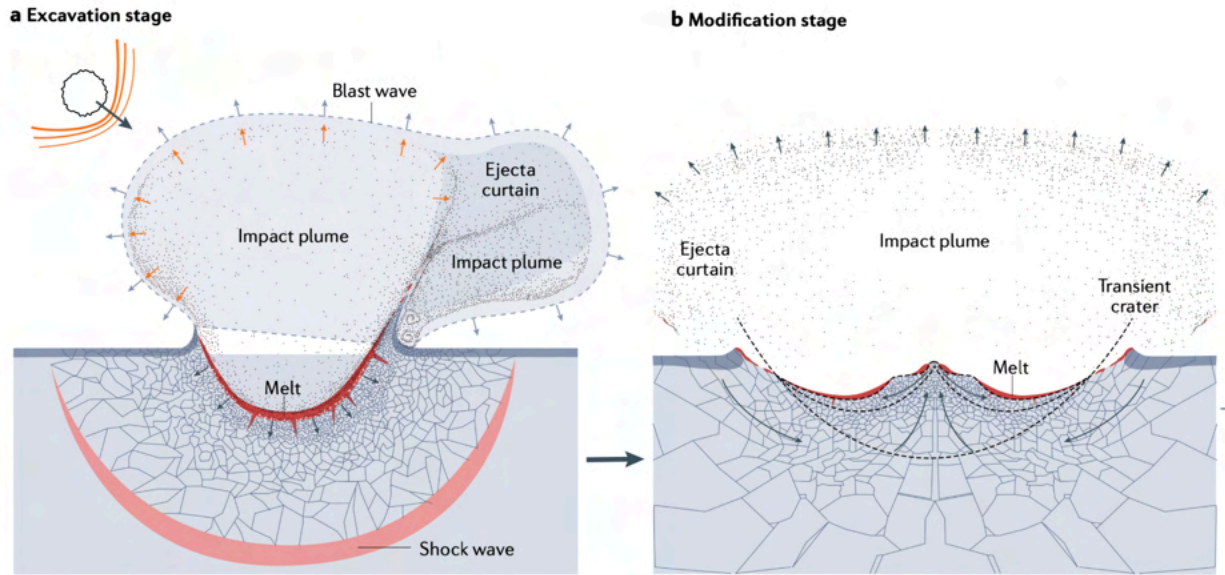 a Excavation stage
Blast wave
Ejecta
curtain
Impact plume
Impact plume
Melt
Shock wave
b Modification stage
Impact plume
Ejecta
curtain
Transient
crater
Melt